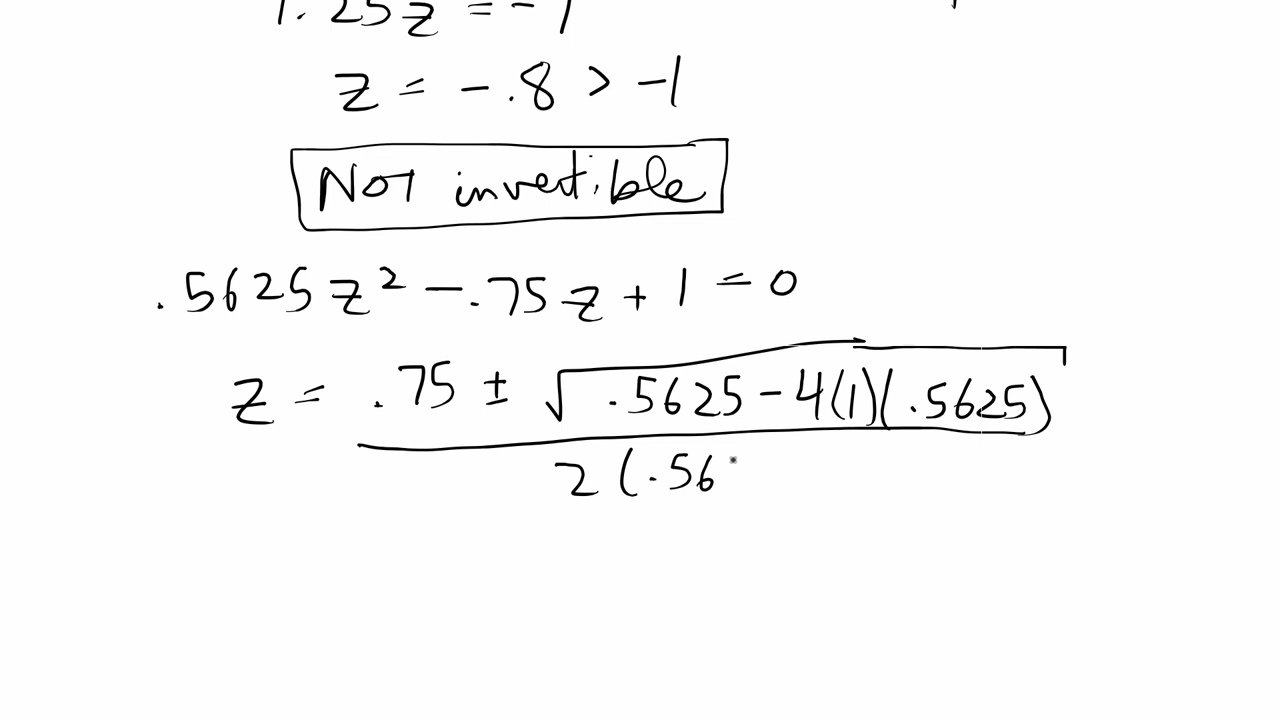 1.25z = -1
z = -.8 > -1
Not invertible
.5625z² - .75z + 1 = 0
z = .75 ± √.5625 - 4(1)(.5625)
2(.56